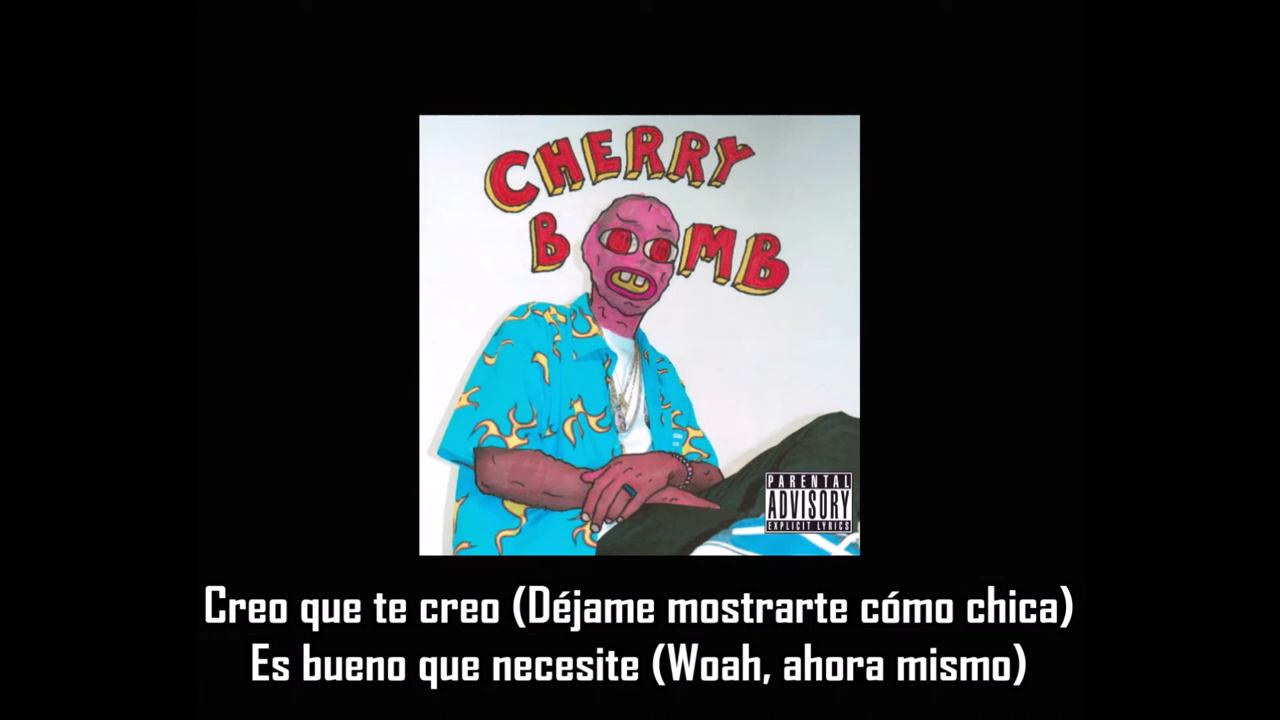 CHERRY
BOMB
PARENTAL
ADVISORY
EXPLICIT LYRICS
Creo que te creo (Déjame mostrarte cómo chica)
Es bueno que necesite (Woah, ahora mismo)